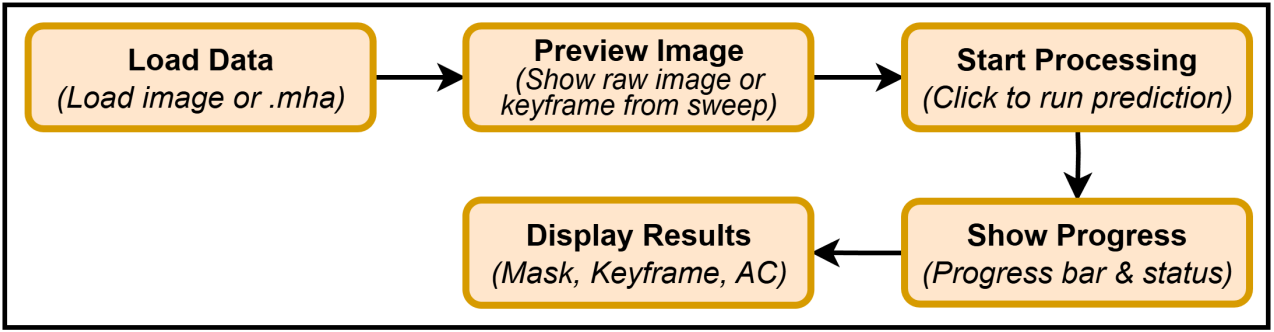 Load Data
(Load image or .mha)
Preview Image
(Show raw image or
keyframe from sweep)
Start Processing
(Click to run prediction)
Show Progress
(Progress bar & status)
Display Results
(Mask, Keyframe, AC)